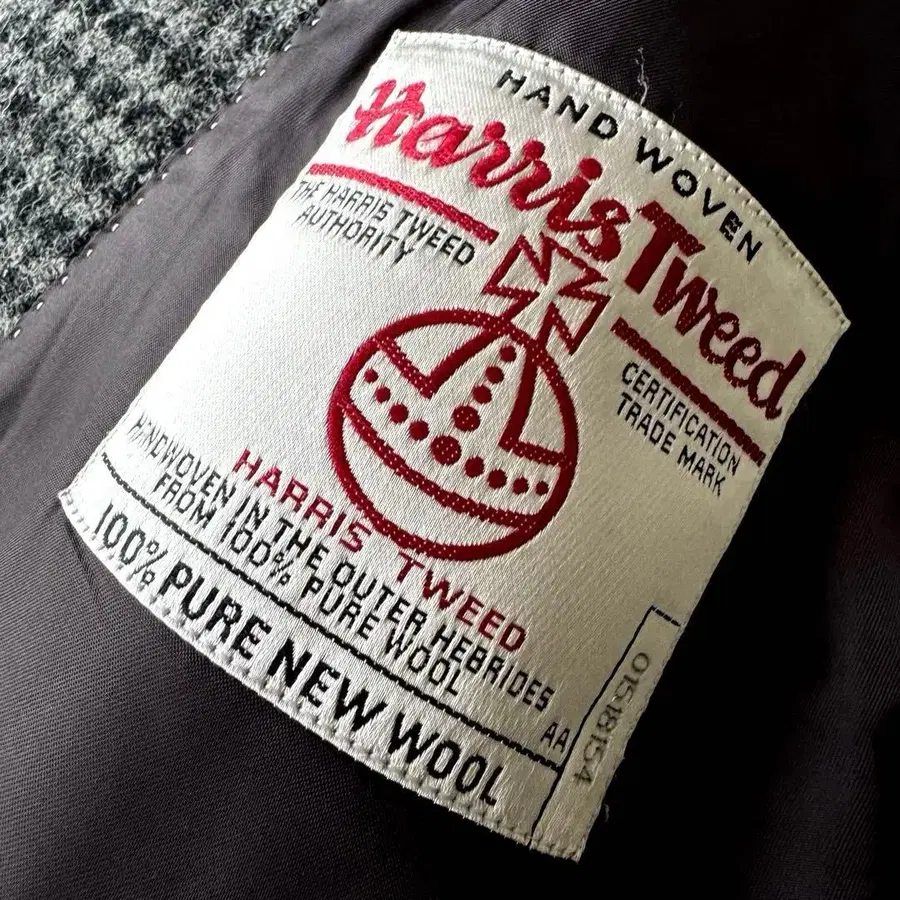 HAND WOVEN
Harris Tweed
THE HARRIS TWEED
AUTHORITY
CERTIFICATION
TRADE MARK
HARRIS TWEED
HANDWOVEN IN THE OUTER HEBRIDES
FROM 100% PURE WOOL
AA
100% PURE NEW WOOL
01548154